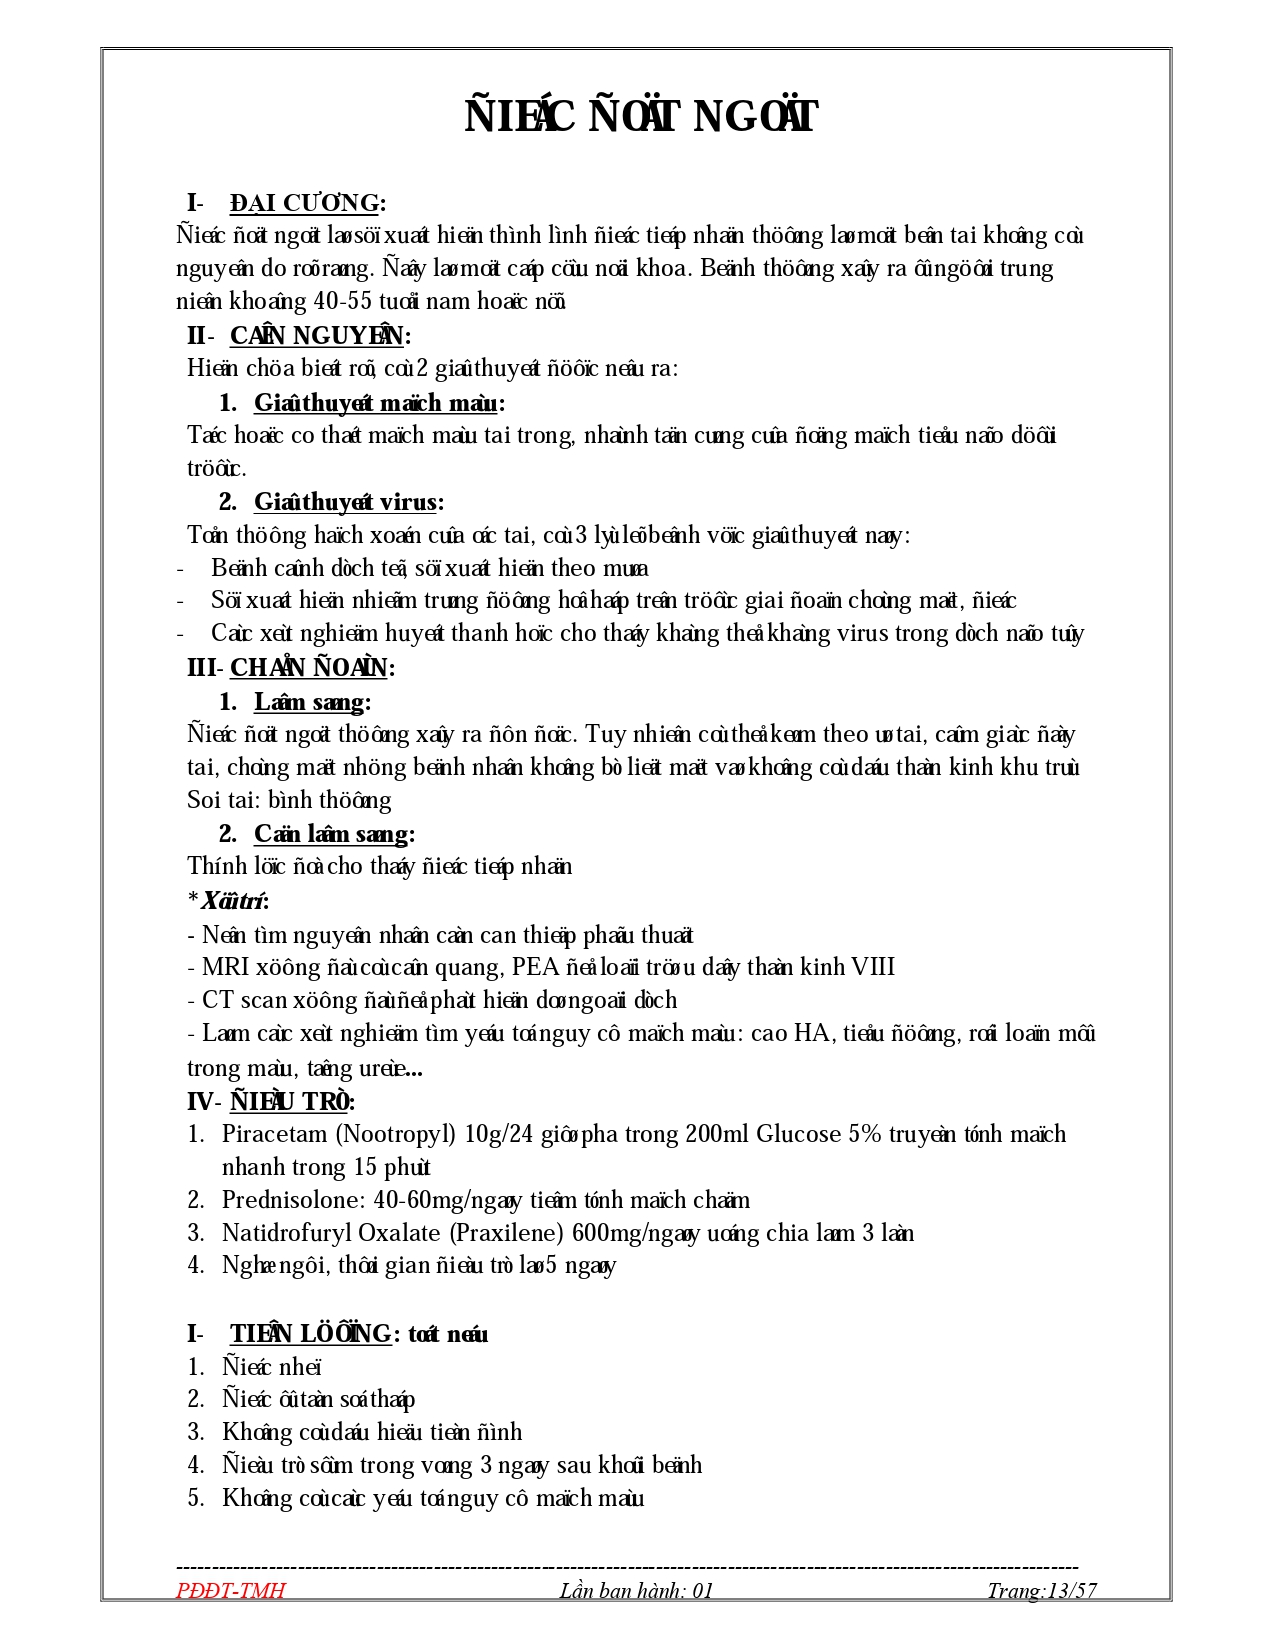 ÑIEÁC ÑOÄT NGOÄT
I- ĐẠI CƯƠNG:
Ñieác ñoät ngoät laø söï xuaát hieän thình lình ñieác tieáp nhaän thöôøng laø moät beân tai khoâng coù
nguyeân do roõ raøng. Ñaây laø moät caáp cöùu noäi khoa. Beänh thöôøng xaûy ra ôû ngöôøi trung
nieân khoaûng 40-55 tuoåi nam hoaëc nöõ.
II- CAÊN NGUYEÂN:
Hieän chöa bieát roõ, coù 2 giaû thuyeát ñöôïc neâu ra:
1. Giaû thuyeát maïch maùu:
Taéc hoaëc co thaét maïch maùu tai trong, nhaùnh taän cuøng cuûa ñoäng maïch tieåu naõo döôùi
tröôùc.
2. Giaû thuyeát virus:
Toån thöông haïch xoaén cuûa oác tai, coù 3 lyù leõ beânh vöïc giaû thuyeát naøy:
- Beänh caûnh dòch teã, söï xuaát hieän theo muøa
- Söï xuaát hieän nhieãm truøng ñöôøng hoâ haáp treân tröôùc giai ñoaïn choùng maët, ñieác
- Caùc xeùt nghieäm huyeát thanh hoïc cho thaáy khaùng theå khaùng virus trong dòch naõo tuûy
III- CHAÅN ÑOAÙN:
1. Laâm saøng:
Ñieác ñoät ngoät thöôøng xaûy ra ñôn ñoäc. Tuy nhieân coù theå keøm theo uø tai, caûm giaùc ñaày
tai, choùng maët nhöng beänh nhaân khoâng bò lieät maët vaø khoâng coù daáu thaàn kinh khu truù
Soi tai: bình thöôøng
2. Caän laâm saøng:
Thính löïc ñoà cho thaáy ñieác tieáp nhaän
* Xöû trí:
- Neân tìm nguyeân nhaân caàn can thieäp phaãu thuaät
- MRI xöông ñaù coù caûn quang, PEA ñeå loaïi tröø u daây thaàn kinh VIII
- CT scan xöông ñaù ñeå phaùt hieän doø ngoaïi dòch
- Laøm caùc xeùt nghieäm tìm yeáu toá nguy cô maïch maùu: cao HA, tieåu ñöôøng, roái loaïn môõ
trong maùu, taêng ureùe...
IV- ÑIEÀU TRÒ:
1. Piracetam (Nootropyl) 10g/24 giôø pha trong 200ml Glucose 5% truyeàn tónh maïch
nhanh trong 15 phuùt
2. Prednisolone: 40-60mg/ngaøy tieâm tónh maïch chaäm
3. Natidrofuryl Oxalate (Praxilene) 600mg/ngaøy uoáng chia laøm 3 laàn
4. Nghæ ngôi, thôøi gian ñieàu trò laø 5 ngaøy
I- TIEÂN LÖÔÏNG: toát neáu
1. Ñieác nheï
2. Ñieác ôû taàn soá thaáp
3. Khoâng coù daáu hieäu tieàn ñình
4. Ñieàu trò sôùm trong voøng 3 ngaøy sau khôûi beänh
5. Khoâng coù caùc yeáu toá nguy cô maïch maùu
PĐĐT-TMH Lần ban hành: 01 Trang:13/57